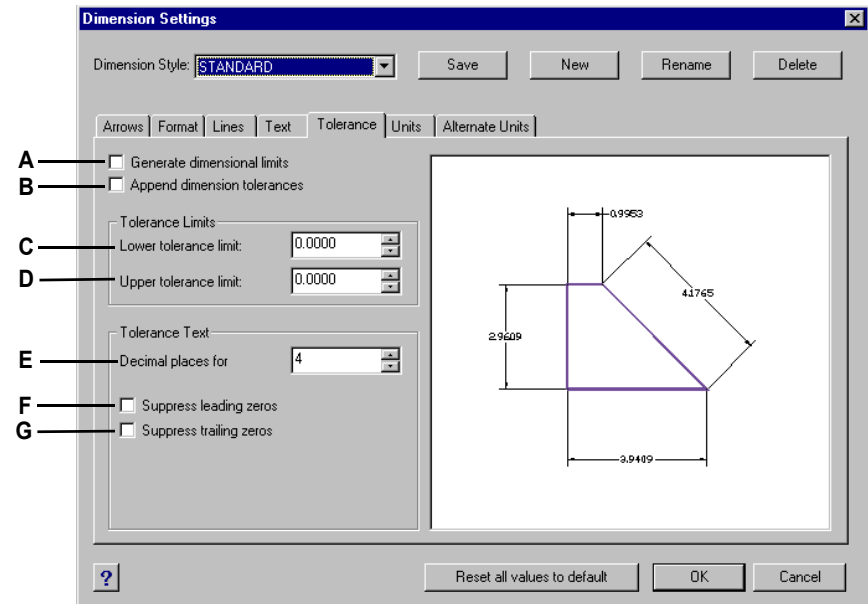 Dimension Settings
Dimension Style: STANDARD Save New Rename Delete
Arrows Format Lines Text Tolerance Units Alternate Units
A Generate dimensional limits
B Append dimension tolerances
Tolerance Limits
C Lower tolerance limit: 0.0000
D Upper tolerance limit: 0.0000
Tolerance Text
E Decimal places for 4
F Suppress leading zeros
G Suppress trailing zeros
0.9953
4.1765
2.9609
3.9409
? Reset all values to default OK Cancel